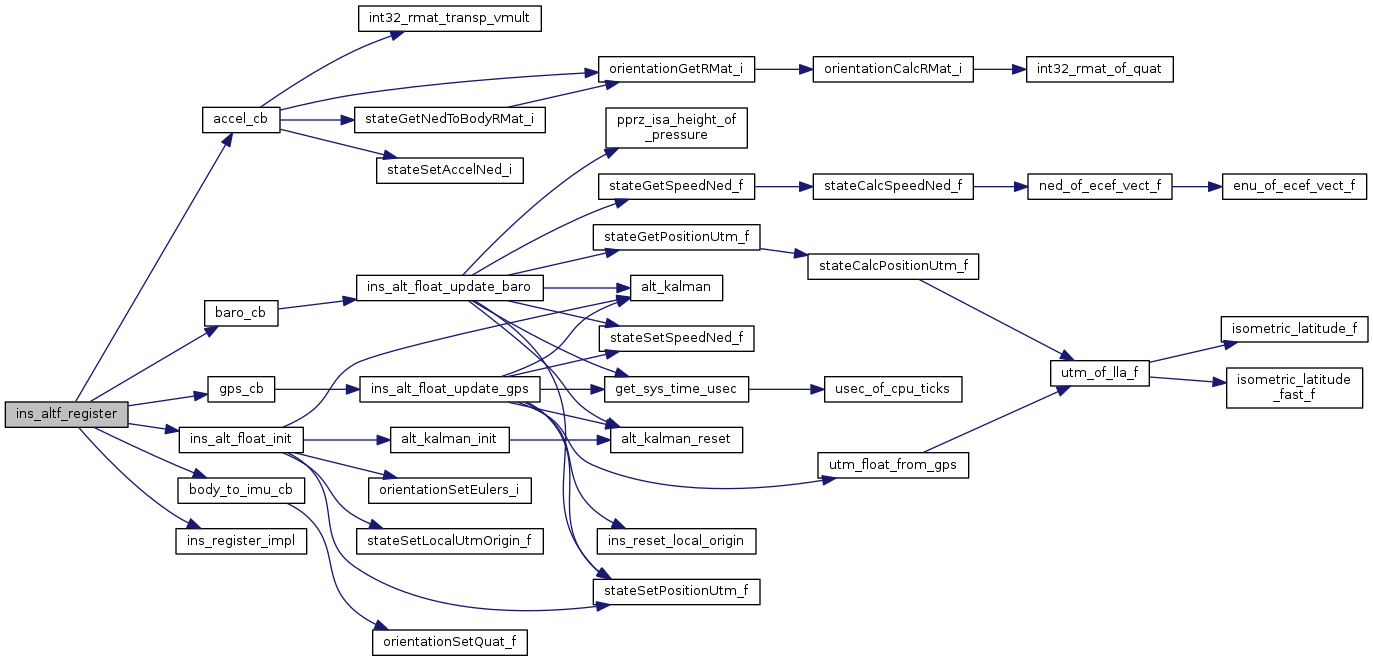 int32_rmat_transp_vmult
orientationGetRMat_i
orientationCalcRMat_i
int32_rmat_of_quat
accel_cb
stateGetNedToBodyRMat_i
pprz_isa_height_of
_pressure
stateSetAccelNed_i
stateGetSpeedNed_f
stateCalcSpeedNed_f
ned_of_ecef_vect_f
enu_of_ecef_vect_f
stateGetPositionUtm_f
stateCalcPositionUtm_f
ins_alt_float_update_baro
alt_kalman
baro_cb
stateSetSpeedNed_f
isometric_latitude_f
utm_of_lla_f
isometric_latitude
_fast_f
gps_cb
ins_alt_float_update_gps
get_sys_time_usec
usec_of_cpu_ticks
ins_altf_register
ins_alt_float_init
alt_kalman_init
alt_kalman_reset
utm_float_from_gps
body_to_imu_cb
orientationSetEulers_i
ins_register_impl
stateSetLocalUtmOrigin_f
ins_reset_local_origin
stateSetPositionUtm_f
orientationSetQuat_f